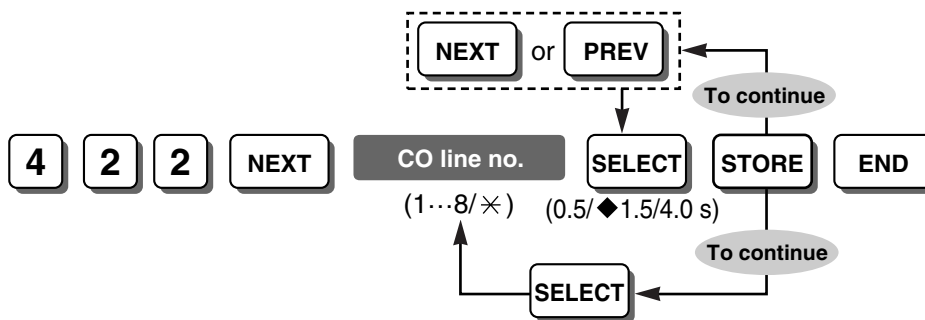 NEXT or PREV
To continue
4 2 2 NEXT CO line no. SELECT STORE END
(1···8/✳) (0.5/◆1.5/4.0 s)
To continue
SELECT